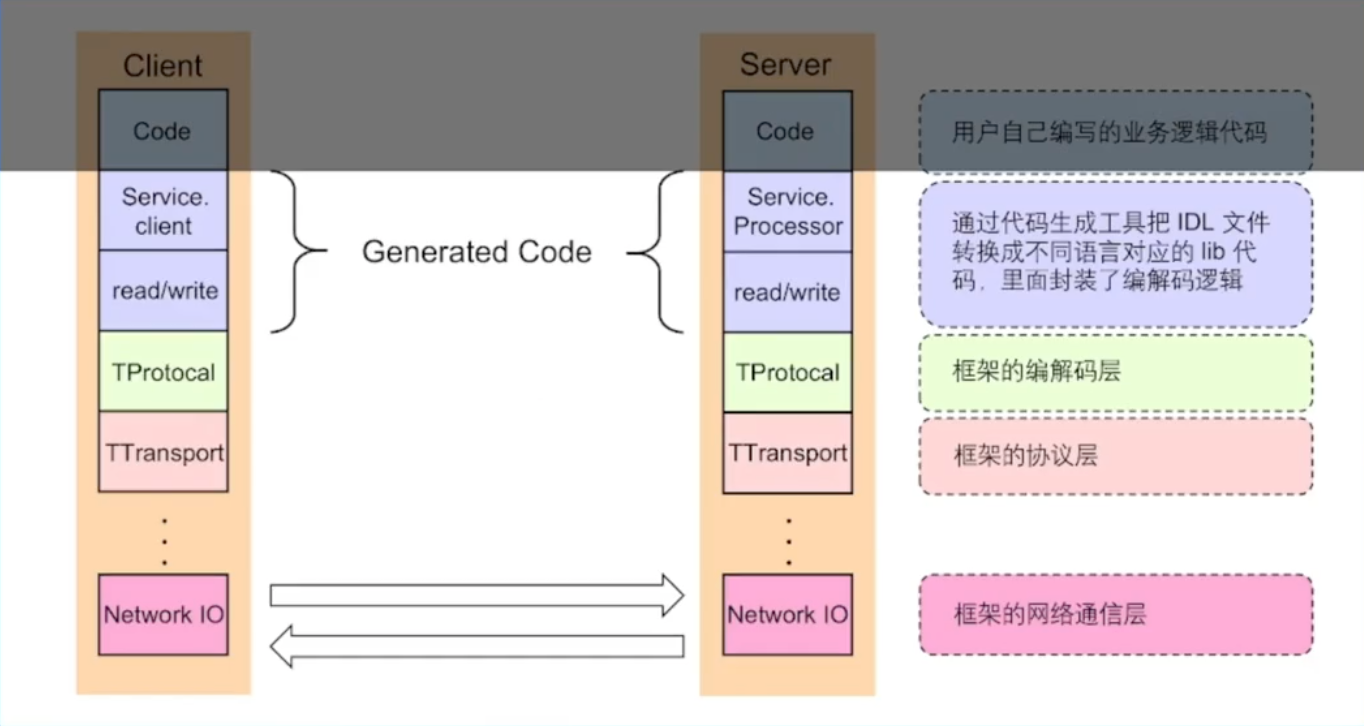 Client
Code
Service.
client
read/write
TProtocal
TTransport
Network IO
Generated Code
Server
Code
Service.
Processor
read/write
TProtocal
TTransport
Network IO
用户自己编写的业务逻辑代码
通过代码生成工具把 IDL 文件
转换成不同语言对应的 lib 代
码，里面封装了编解码逻辑
框架的编解码层
框架的协议层
框架的网络通信层